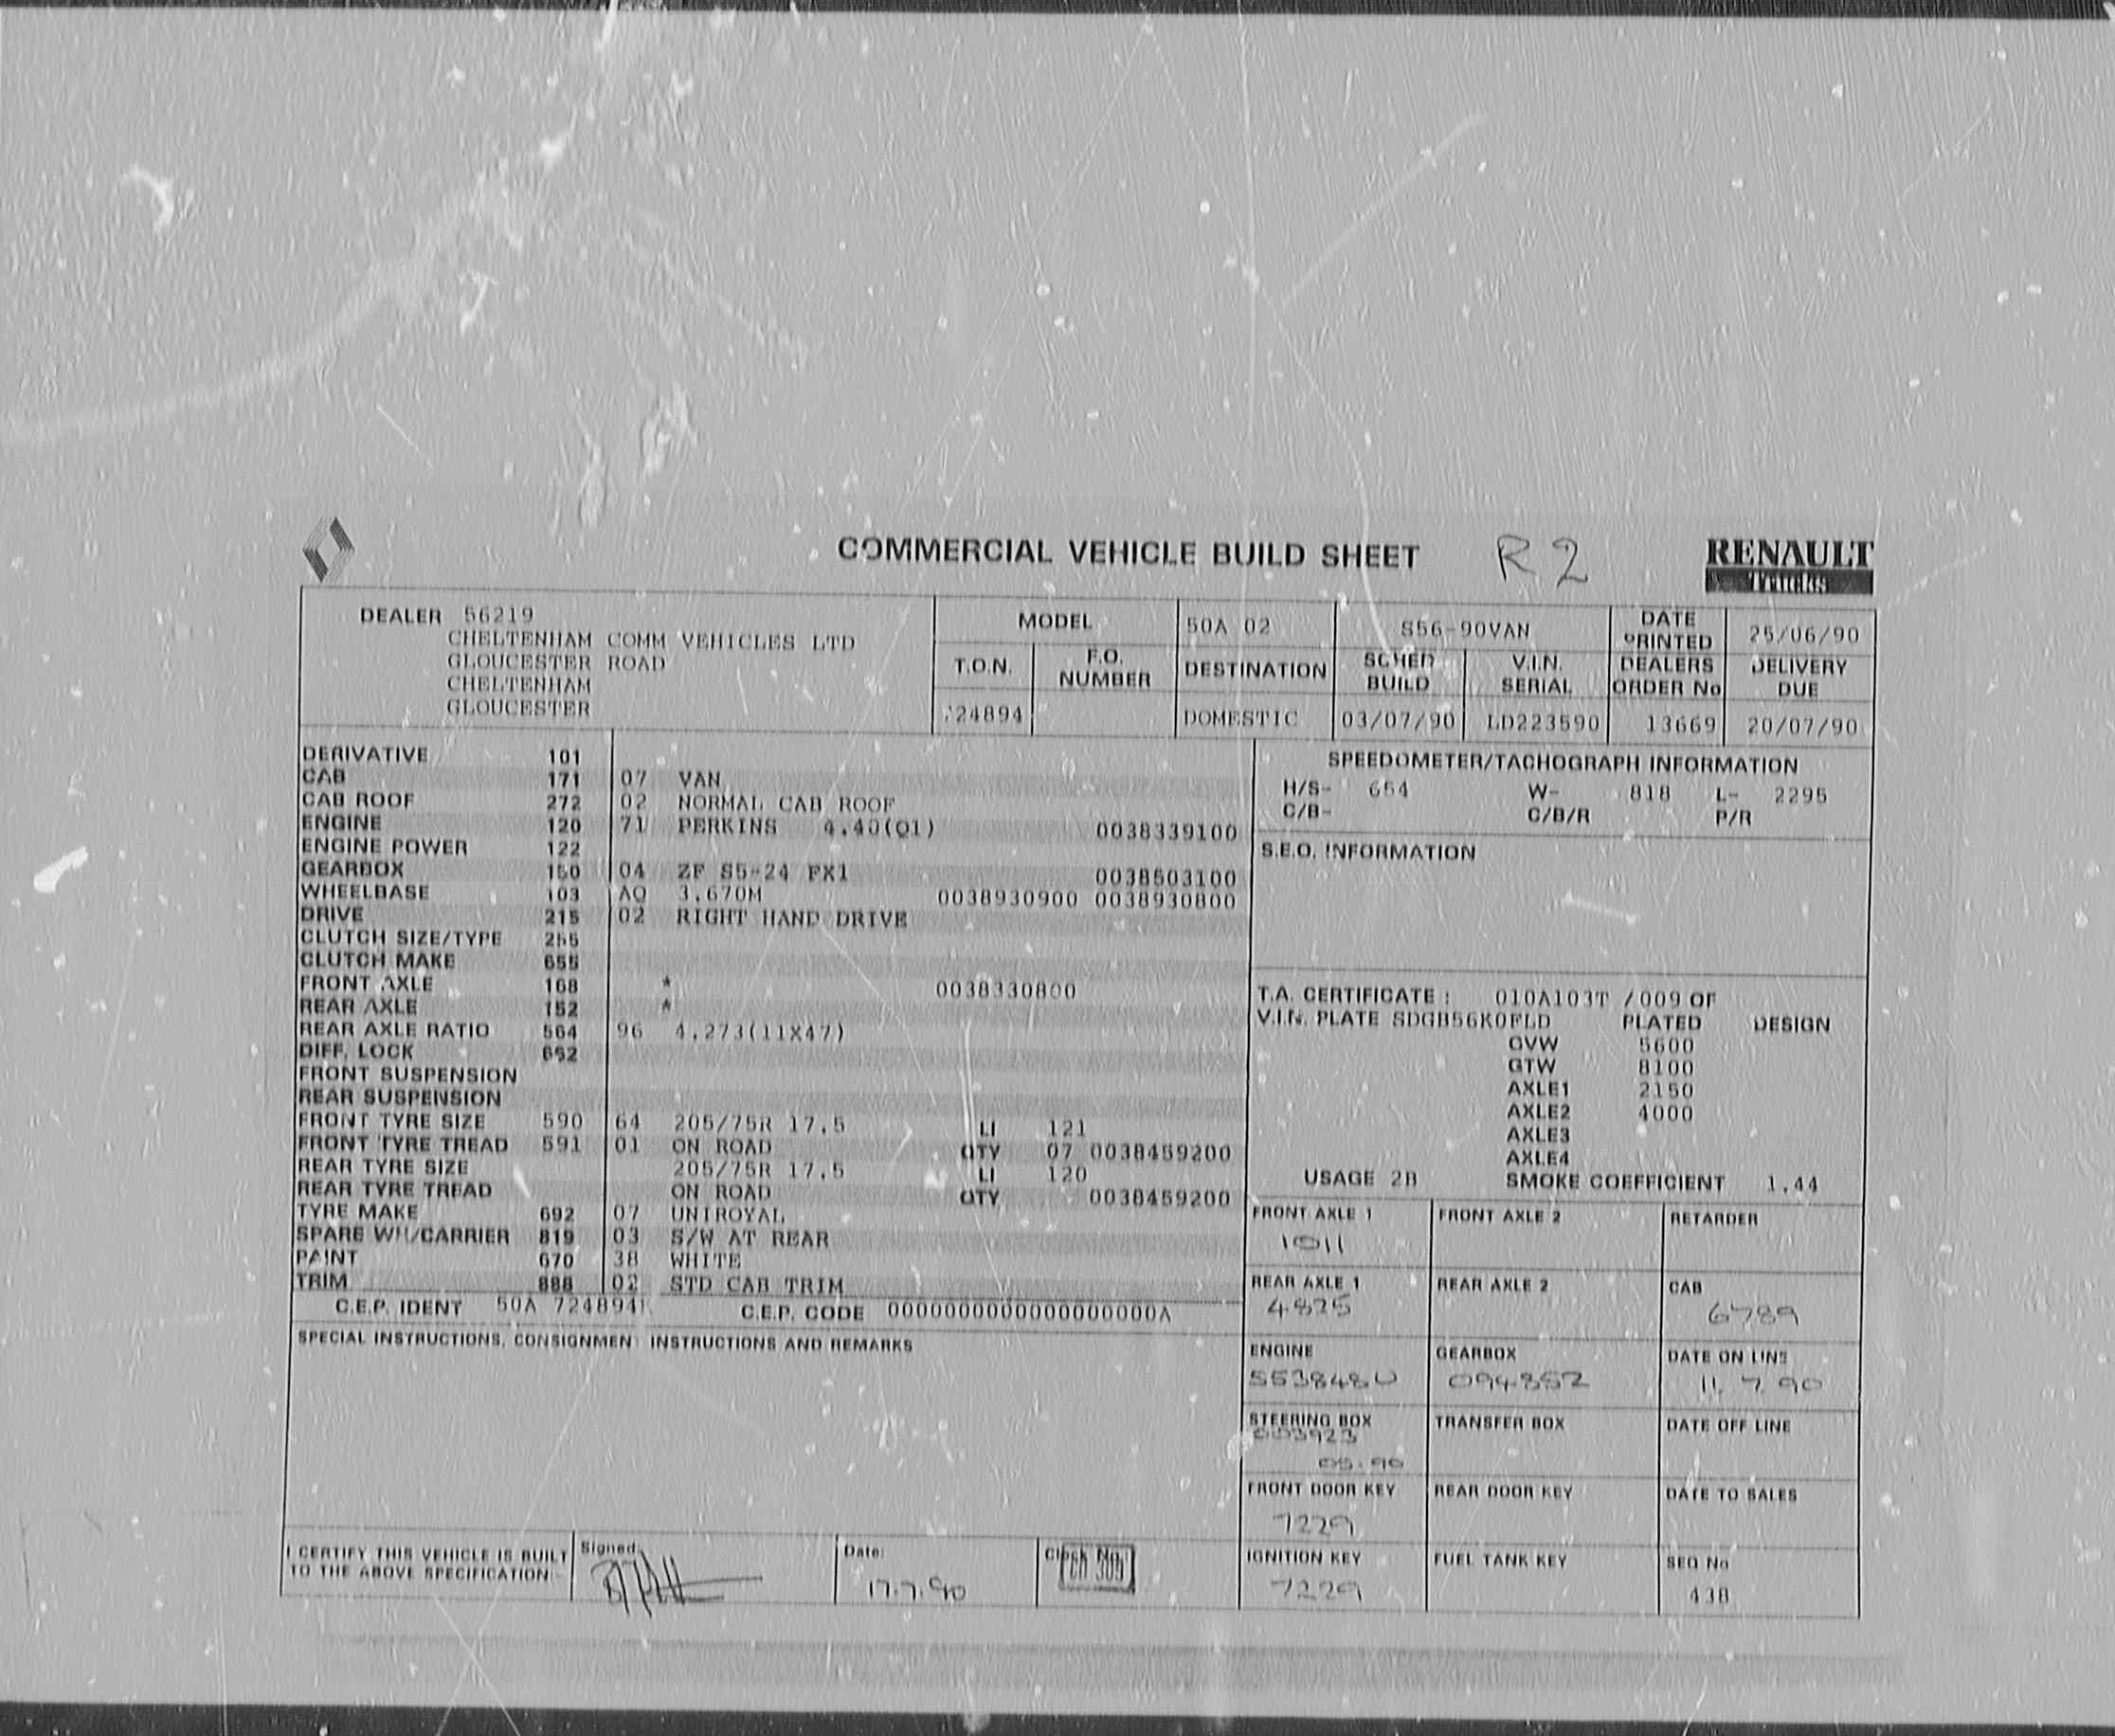 COMMERCIAL VEHICLE BUILD SHEET R2 RENAULT
Trucks
DEALER 56219
CHELTENHAM COMM VEHICLES LTD
GLOUCESTER ROAD
CHELTENHAM
GLOUCESTER
MODEL 50A 02 S56-90VAN DATE PRINTED 25/06/90
T.O.N. F.O. NUMBER DESTINATION SCHED BUILD V.I.N. SERIAL DEALERS ORDER No DELIVERY DUE
724894 DOMESTIC 03/07/90 LD223590 13669 20/07/90
DERIVATIVE 101
CAB 171 07 VAN
CAB ROOF 272 02 NORMAL CAB ROOF
ENGINE 120 71 PERKINS 4.40(Q1) 0038339100
ENGINE POWER 122
GEARBOX 150 04 ZF S5-24 FX1 0038503100
WHEELBASE 103 AQ 3.670M 0038930900 0038930800
DRIVE 215 02 RIGHT HAND DRIVE
CLUTCH SIZE/TYPE 255
CLUTCH MAKE 655
FRONT AXLE 168 * 0038330800
REAR AXLE 152 *
REAR AXLE RATIO 564 96 4.273(11X47)
DIFF. LOCK 652
FRONT SUSPENSION
REAR SUSPENSION
FRONT TYRE SIZE 590 64 205/75R 17.5 LI 121
FRONT TYRE TREAD 591 01 ON ROAD QTY 07 0038459200
REAR TYRE SIZE 205/75R 17.5 LI 120
REAR TYRE TREAD ON ROAD QTY 0038459200
TYRE MAKE 692 07 UNIROYAL
SPARE WH/CARRIER 819 03 S/W AT REAR
PAINT 670 38 WHITE
TRIM 888 02 STD CAB TRIM
C.E.P. IDENT 50A 724894 C.E.P. CODE 00000000000000000000A
SPECIAL INSTRUCTIONS, CONSIGNMENT INSTRUCTIONS AND REMARKS
SPEEDOMETER/TACHOGRAPH INFORMATION
H/S- 654 W- 818 L- 2295
C/B- C/B/R P/R
S.E.O. INFORMATION
T.A. CERTIFICATE : 010A103T /009 OF
V.I.N. PLATE SDGB56K0FLD PLATED DESIGN
GVW 5600
GTW 8100
AXLE1 2150
AXLE2 4000
AXLE3
AXLE4
USAGE 2B SMOKE COEFFICIENT 1.44
FRONT AXLE 1 FRONT AXLE 2 RETARDER
1011
REAR AXLE 1 REAR AXLE 2 CAB
4825 6789
ENGINE GEARBOX DATE ON LINE
5538480 094852 11.7.90
STEERING BOX TRANSFER BOX DATE OFF LINE
003923
05.90
FRONT DOOR KEY REAR DOOR KEY DATE TO SALES
7229
IGNITION KEY FUEL TANK KEY SEQ No
7229 438
I CERTIFY THIS VEHICLE IS BUILT
TO THE ABOVE SPECIFICATION:-
Signed:
Date:
17.7.90
Clock No.